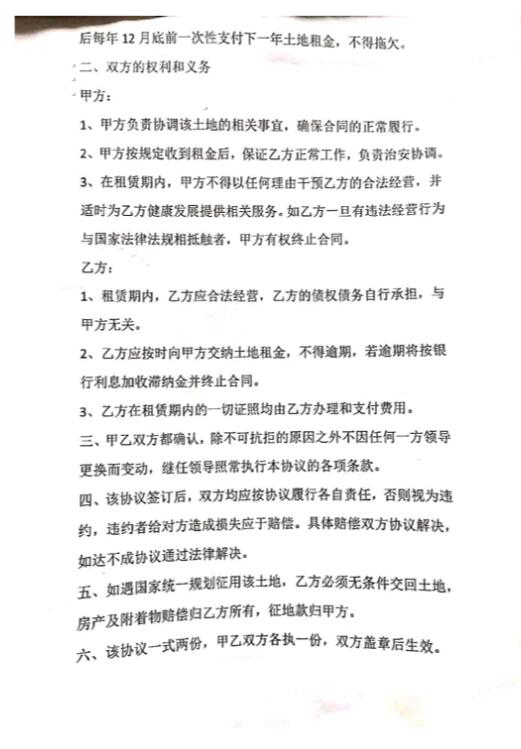 后每年12月底前一次性支付下一年土地租金，不得拖欠。
二、双方的权利和义务
甲方：
1、甲方负责协调该土地的相关事宜，确保合同的正常履行。
2、甲方按规定收到租金后，保证乙方正常工作，负责治安协调。
3、在租赁期内，甲方不得以任何理由干预乙方的合法经营，并
适时为乙方健康发展提供相关服务。如乙方一旦有违法经营行为
与国家法律法规相抵触者，甲方有权终止合同。
乙方：
1、租赁期内，乙方应合法经营，乙方的债权债务自行承担，与
甲方无关。
2、乙方应按时向甲方交纳土地租金，不得逾期，若逾期将按银
行利息加收滞纳金并终止合同。
3、乙方在租赁期内的一切证照均由乙方办理和支付费用。
三、甲乙双方都确认，除不可抗拒的原因之外不因任何一方领导
更换而变动，继任领导照常执行本协议的各项条款。
四、该协议签订后，双方均应按协议履行各自责任，否则视为违
约，违约者给对方造成损失应于赔偿。具体赔偿双方协议解决，
如达不成协议通过法律解决。
五、如遇国家统一规划征用该土地，乙方必须无条件交回土地，
房产及附着物赔偿归乙方所有，征地款归甲方。
六、该协议一式两份，甲乙双方各执一份，双方盖章后生效。